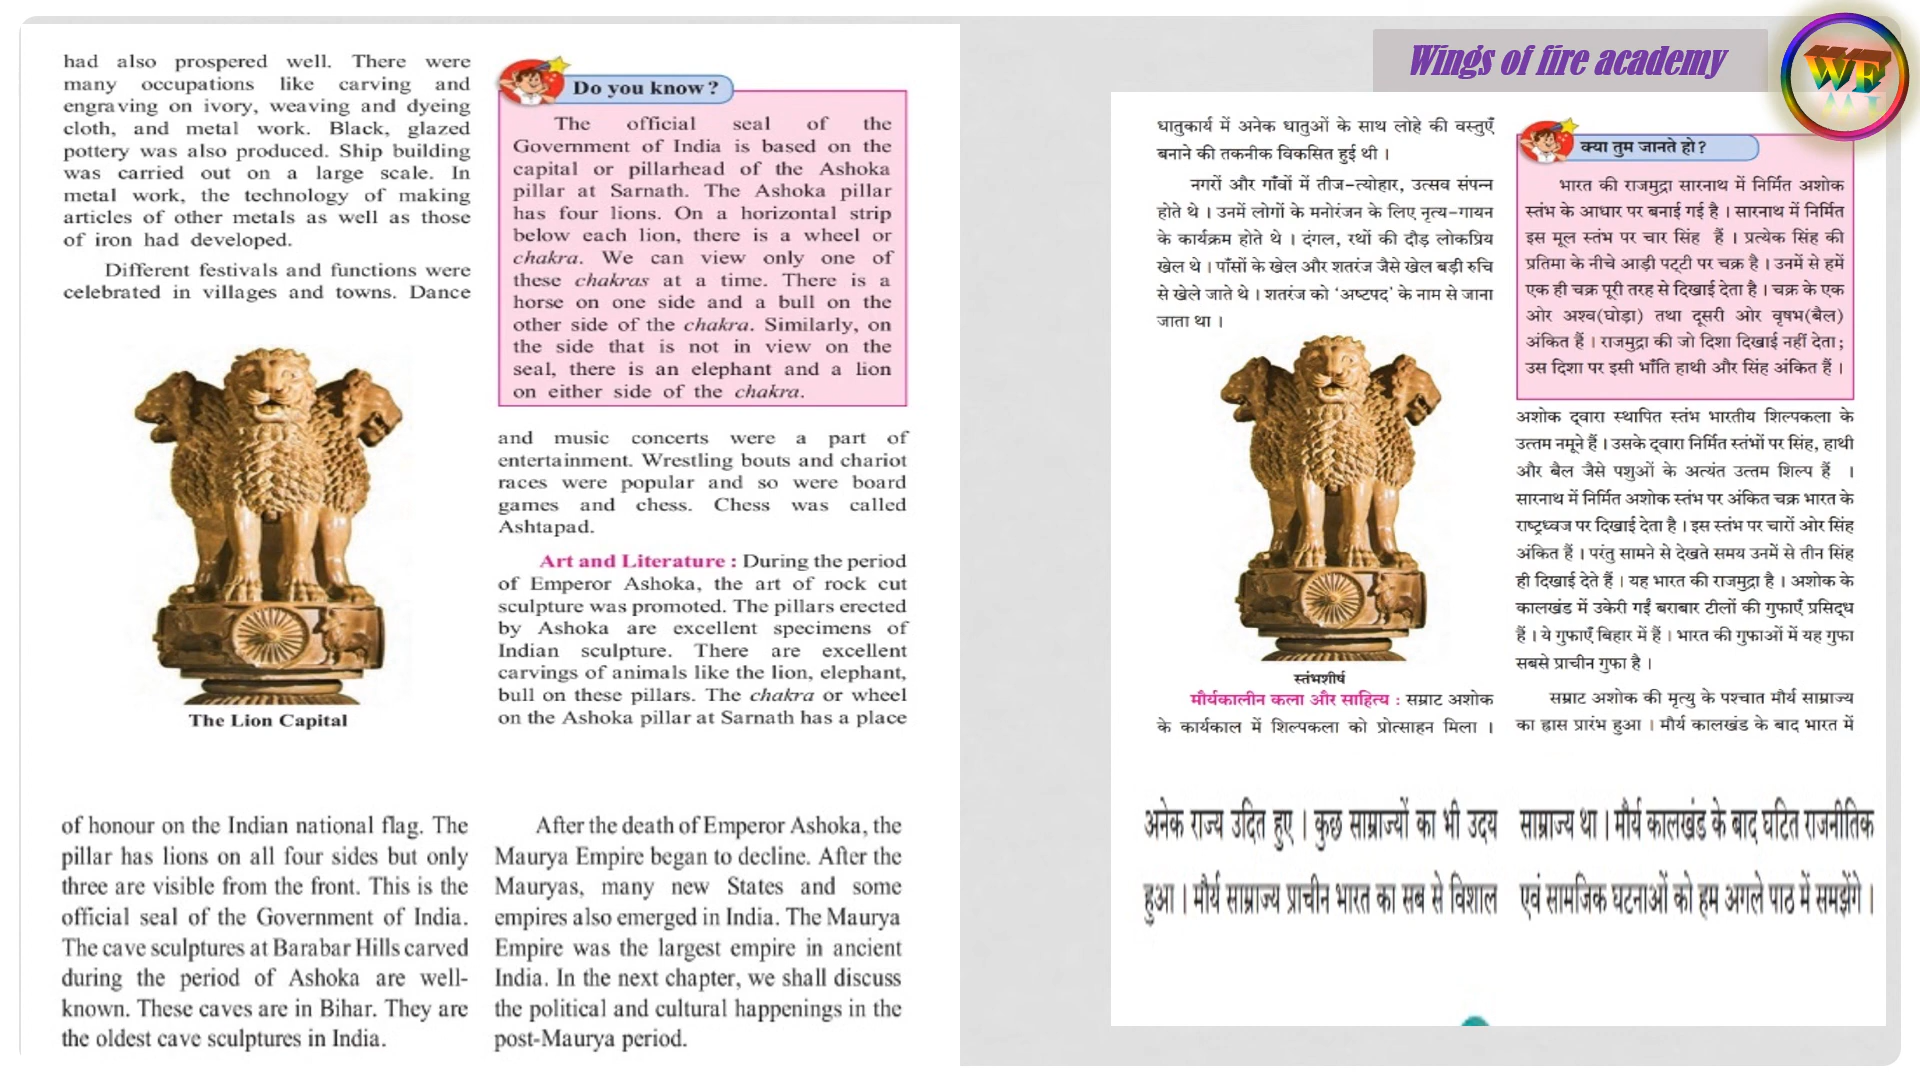 had also prospered well. There were
many occupations like carving and
engraving on ivory, weaving and dyeing
cloth, and metal work. Black, glazed
pottery was also produced. Ship building
was carried out on a large scale. In
metal work, the technology of making
articles of other metals as well as those
of iron had developed.
Different festivals and functions were
celebrated in villages and towns. Dance
The Lion Capital
Do you know?
The official seal of the
Government of India is based on the
capital or pillarhead of the Ashoka
pillar at Sarnath. The Ashoka pillar
has four lions. On a horizontal strip
below each lion, there is a wheel or
chakra. We can view only one of
these chakras at a time. There is a
horse on one side and a bull on the
other side of the chakra. Similarly, on
the side that is not in view on the
seal, there is an elephant and a lion
on either side of the chakra.
and music concerts were a part of
entertainment. Wrestling bouts and chariot
races were popular and so were board
games and chess. Chess was called
Ashtapad.
Art and Literature : During the period
of Emperor Ashoka, the art of rock cut
sculpture was promoted. The pillars erected
by Ashoka are excellent specimens of
Indian sculpture. There are excellent
carvings of animals like the lion, elephant,
bull on these pillars. The chakra or wheel
on the Ashoka pillar at Sarnath has a place
of honour on the Indian national flag. The
pillar has lions on all four sides but only
three are visible from the front. This is the
official seal of the Government of India.
The cave sculptures at Barabar Hills carved
during the period of Ashoka are well-
known. These caves are in Bihar. They are
the oldest cave sculptures in India.
After the death of Emperor Ashoka, the
Maurya Empire began to decline. After the
Mauryas, many new States and some
empires also emerged in India. The Maurya
Empire was the largest empire in ancient
India. In the next chapter, we shall discuss
the political and cultural happenings in the
post-Maurya period.
Wings of fire academy
WF
धातुकार्य में अनेक धातुओं के साथ लोहे की वस्तुएँ
बनाने की तकनीक विकसित हुई थी ।
नगरों और गाँवों में तीज-त्योहार, उत्सव संपन्न
होते थे । उनमें लोगों के मनोरंजन के लिए नृत्य-गायन
के कार्यक्रम होते थे । दंगल, रथों की दौड़ लोकप्रिय
खेल थे । पाँसों के खेल और शतरंज जैसे खेल बड़ी रुचि
से खेले जाते थे । शतरंज को ‘अष्टपद’ के नाम से जाना
जाता था ।
स्तंभशीर्ष
मौर्यकालीन कला और साहित्य : सम्राट अशोक
के कार्यकाल में शिल्पकला को प्रोत्साहन मिला ।
क्या तुम जानते हो?
भारत की राजमुद्रा सारनाथ में निर्मित अशोक
स्तंभ के आधार पर बनाई गई है । सारनाथ में निर्मित
इस मूल स्तंभ पर चार सिंह हैं । प्रत्येक सिंह की
प्रतिमा के नीचे आड़ी पट्टी पर चक्र है । उनमें से हमें
एक ही चक्र पूरी तरह से दिखाई देता है । चक्र के एक
ओर अश्व(घोड़ा) तथा दूसरी ओर वृषभ(बैल)
अंकित हैं । राजमुद्रा की जो दिशा दिखाई नहीं देता ;
उस दिशा पर इसी भाँति हाथी और सिंह अंकित हैं ।
अशोक द्वारा स्थापित स्तंभ भारतीय शिल्पकला के
उत्तम नमूने हैं । उसके द्वारा निर्मित स्तंभों पर सिंह, हाथी
और बैल जैसे पशुओं के अत्यंत उत्तम शिल्प हैं ।
सारनाथ में निर्मित अशोक स्तंभ पर अंकित चक्र भारत के
राष्ट्रध्वज पर दिखाई देता है । इस स्तंभ पर चारों ओर सिंह
अंकित हैं । परंतु सामने से देखते समय उनमें से तीन सिंह
ही दिखाई देते हैं । यह भारत की राजमुद्रा है । अशोक के
कालखंड में उकेरी गईं बराबार टीलों की गुफाएँ प्रसिद्ध
हैं । ये गुफाएँ बिहार में हैं । भारत की गुफाओं में यह गुफा
सबसे प्राचीन गुफा है ।
सम्राट अशोक की मृत्यु के पश्चात मौर्य साम्राज्य
का ह्रास प्रारंभ हुआ । मौर्य कालखंड के बाद भारत में
अनेक राज्य उदित हुए । कुछ साम्राज्यों का भी उदय
हुआ । मौर्य साम्राज्य प्राचीन भारत का सब से विशाल
साम्राज्य था । मौर्य कालखंड के बाद घटित राजनीतिक
एवं सामजिक घटनाओं को हम अगले पाठ में समझेंगे ।